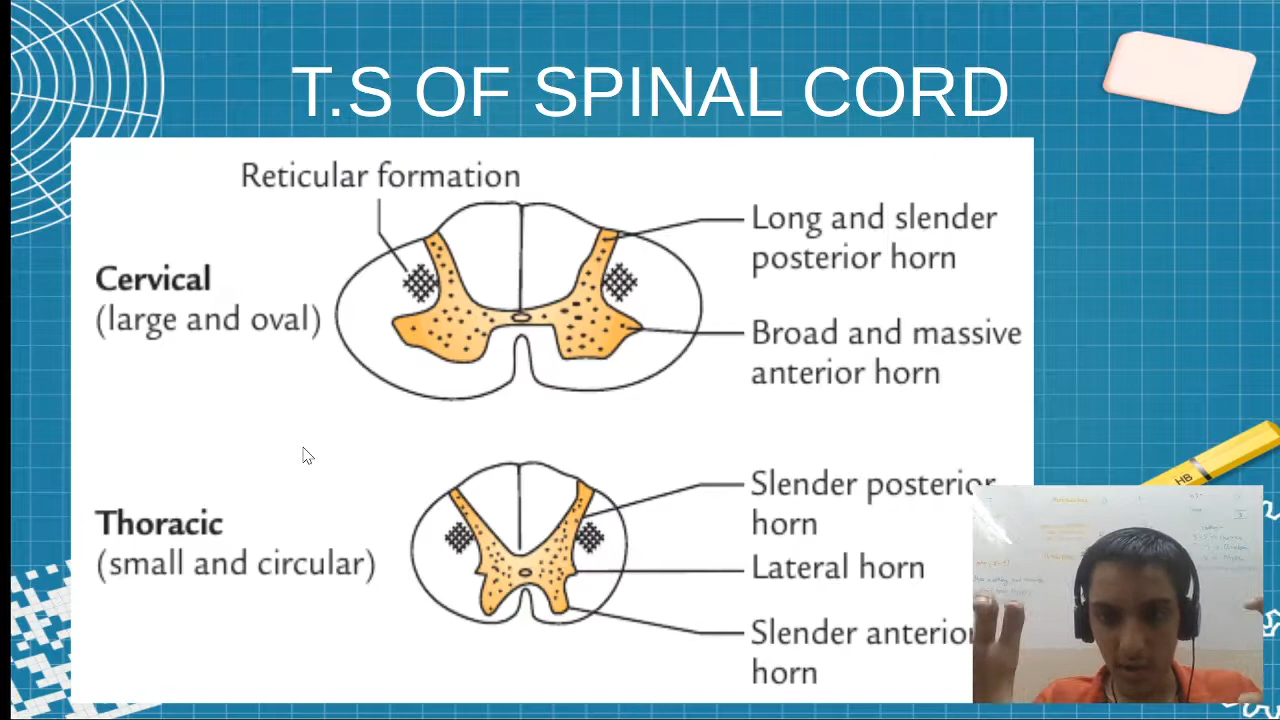 T.S OF SPINAL CORD
Reticular formation
Long and slender
posterior horn
Cervical
(large and oval)
Broad and massive
anterior horn
Slender posterior
horn
Thoracic
(small and circular)
Lateral horn
Slender anterior
horn
HB